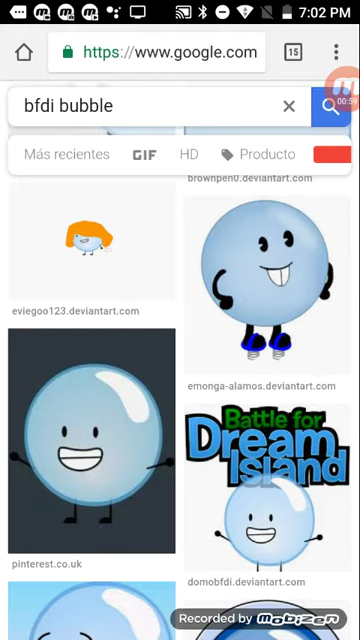 7:02 PM
https://www.google.com
15
00:59
bfdi bubble
Más recientes GIF HD Producto
brownpen0.deviantart.com
eviegoo123.deviantart.com
emonga-alamos.deviantart.com
Battle for
Dream
Island
pinterest.co.uk
domobfdi.deviantart.com
Recorded by mobizen